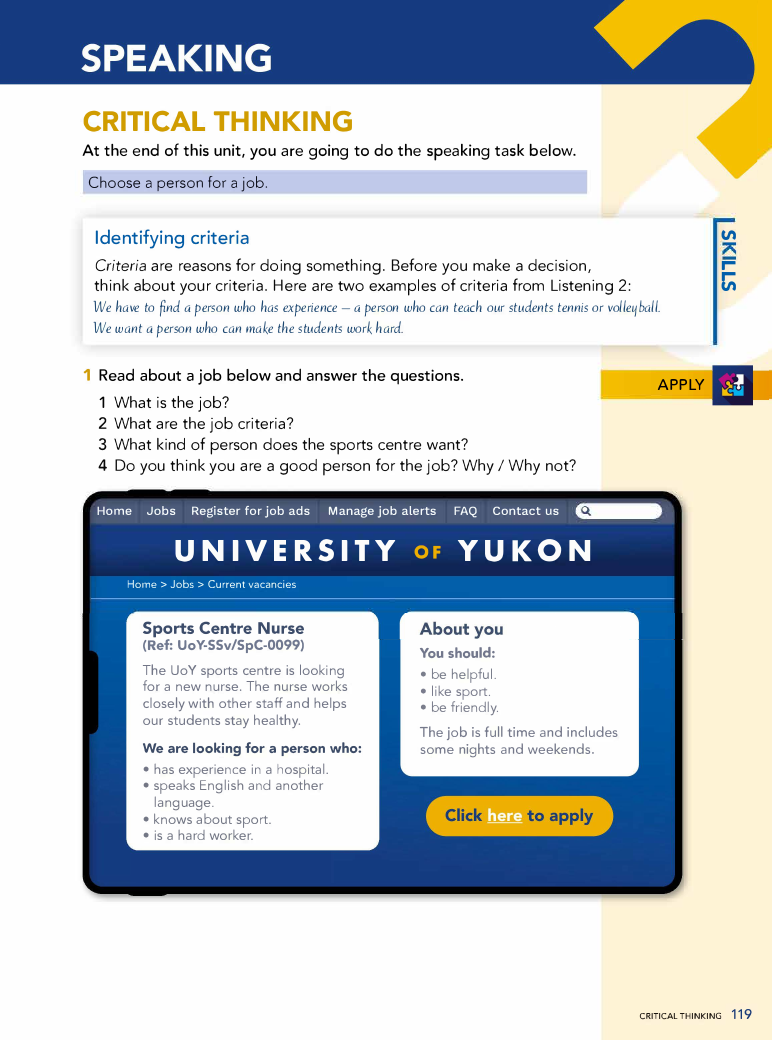 SPEAKING
CRITICAL THINKING
At the end of this unit, you are going to do the speaking task below.
Choose a person for a job.
Identifying criteria
Criteria are reasons for doing something. Before you make a decision,
think about your criteria. Here are two examples of criteria from Listening 2:
We have to find a person who has experience – a person who can teach our students tennis or volleyball.
We want a person who can make the students work hard.
SKILLS
1 Read about a job below and answer the questions.
APPLY
1 What is the job?
2 What are the job criteria?
3 What kind of person does the sports centre want?
4 Do you think you are a good person for the job? Why / Why not?
Home Jobs Register for job ads Manage job alerts FAQ Contact us
UNIVERSITY OF YUKON
Home > Jobs > Current vacancies
Sports Centre Nurse
(Ref: UoY-SSv/SpC-0099)
The UoY sports centre is looking
for a new nurse. The nurse works
closely with other staff and helps
our students stay healthy.
We are looking for a person who:
• has experience in a hospital.
• speaks English and another
language.
• knows about sport.
• is a hard worker.
About you
You should:
• be helpful.
• like sport.
• be friendly.
The job is full time and includes
some nights and weekends.
Click here to apply
CRITICAL THINKING 119